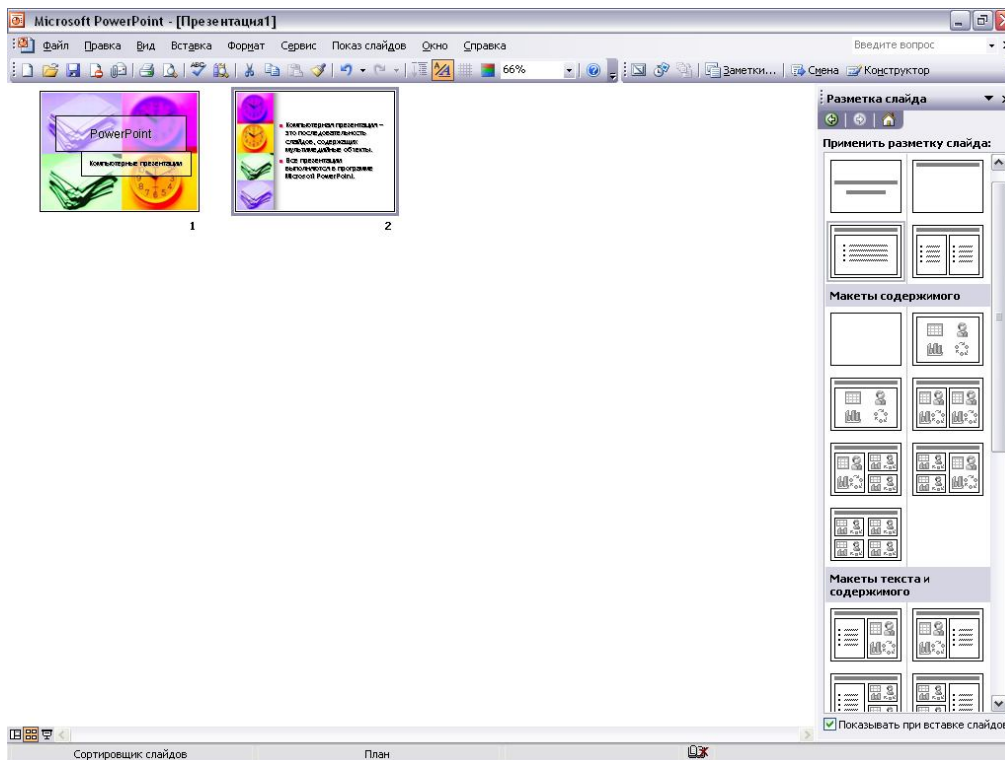 Microsoft PowerPoint - [Презентация1]
Файл Правка Вид Вставка Формат Сервис Показ слайдов Окно Справка
Введите вопрос
66%
Заметки... Смена Конструктор
PowerPoint
Компьютерные презентации
1
Компьютерная презентация –
это последовательность
слайдов, содержащих
мультимедийные объекты.
Все презентации
выполняются в программе
Microsoft PowerPoint.
2
Разметка слайда
Применить разметку слайда:
Макеты содержимого
Макеты текста и
содержимого
Показывать при вставке слайдов
Сортировщик слайдов
План